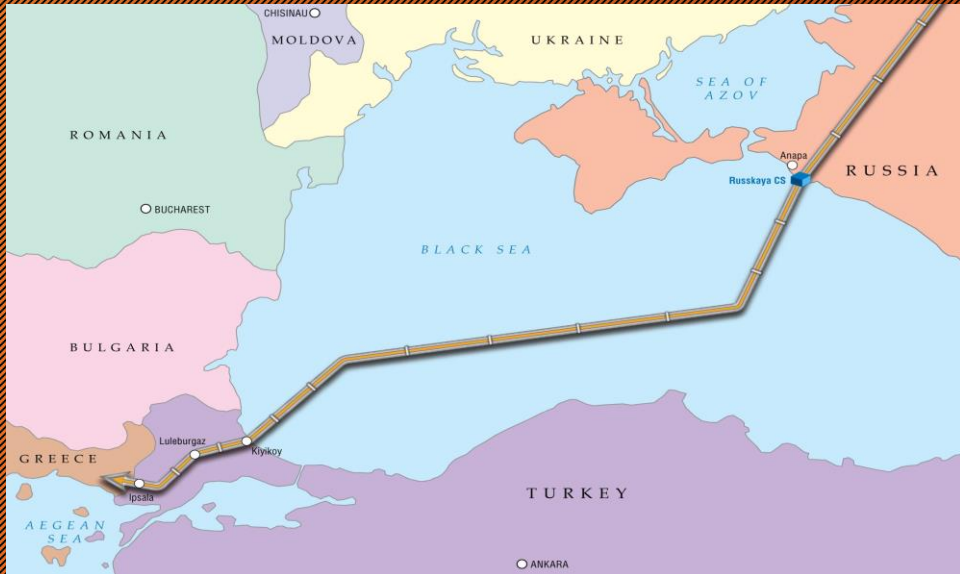 CHISINAU
MOLDOVA
UKRAINE
SEA OF
AZOV
ROMANIA
Anapa
RUSSIA
Russkaya CS
BUCHAREST
BLACK SEA
BULGARIA
Luleburgaz
Kiyikoy
GREECE
Ipsala
TURKEY
AEGEAN
SEA
ANKARA